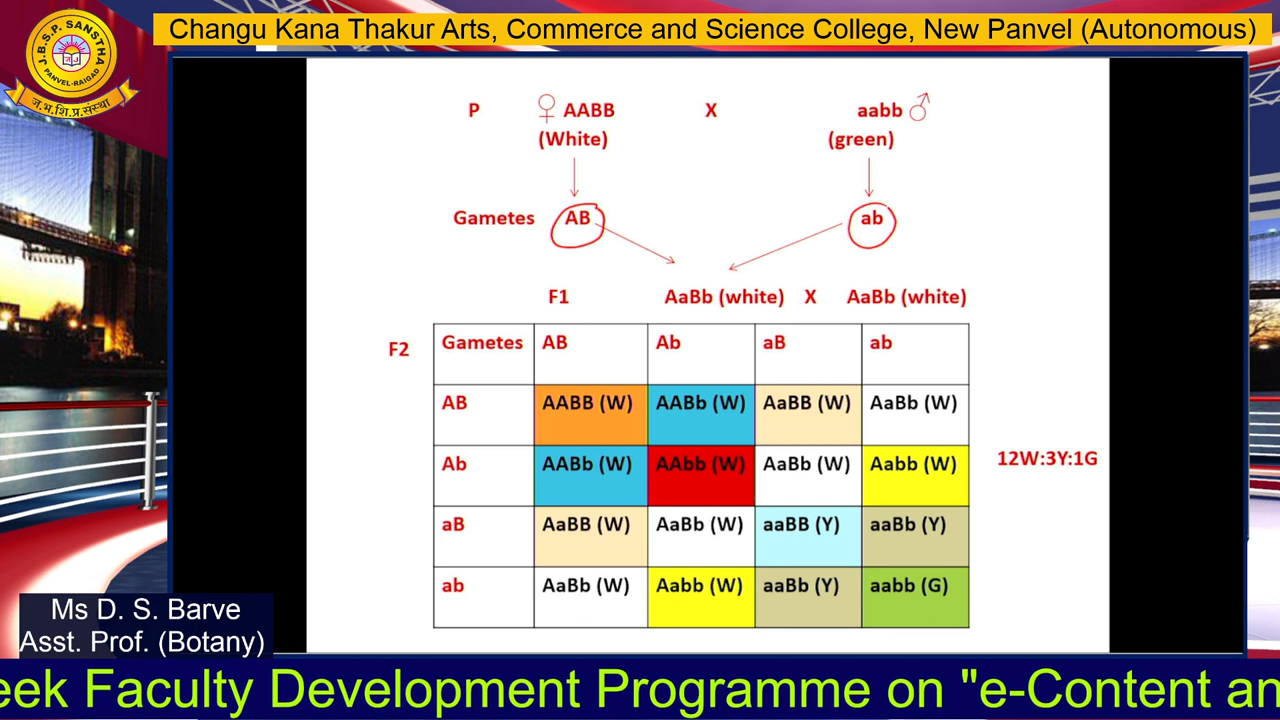 Changu Kana Thakur Arts, Commerce and Science College, New Panvel (Autonomous)
J.B.S.P. SANSTHA
PANVEL-RAIGAD
ज.भ.शि.प्र.संस्था
P ♀ AABB X aabb ♂
(White) (green)
Gametes AB ab
F1 AaBb (white) X AaBb (white)
F2
Gametes AB Ab aB ab
AB AABB (W) AABb (W) AaBB (W) AaBb (W)
Ab AABb (W) AAbb (W) AaBb (W) Aabb (W)
12W:3Y:1G
aB AaBB (W) AaBb (W) aaBB (Y) aaBb (Y)
ab AaBb (W) Aabb (W) aaBb (Y) aabb (G)
Ms D. S. Barve
Asst. Prof. (Botany)
eek Faculty Development Programme on "e-Content an